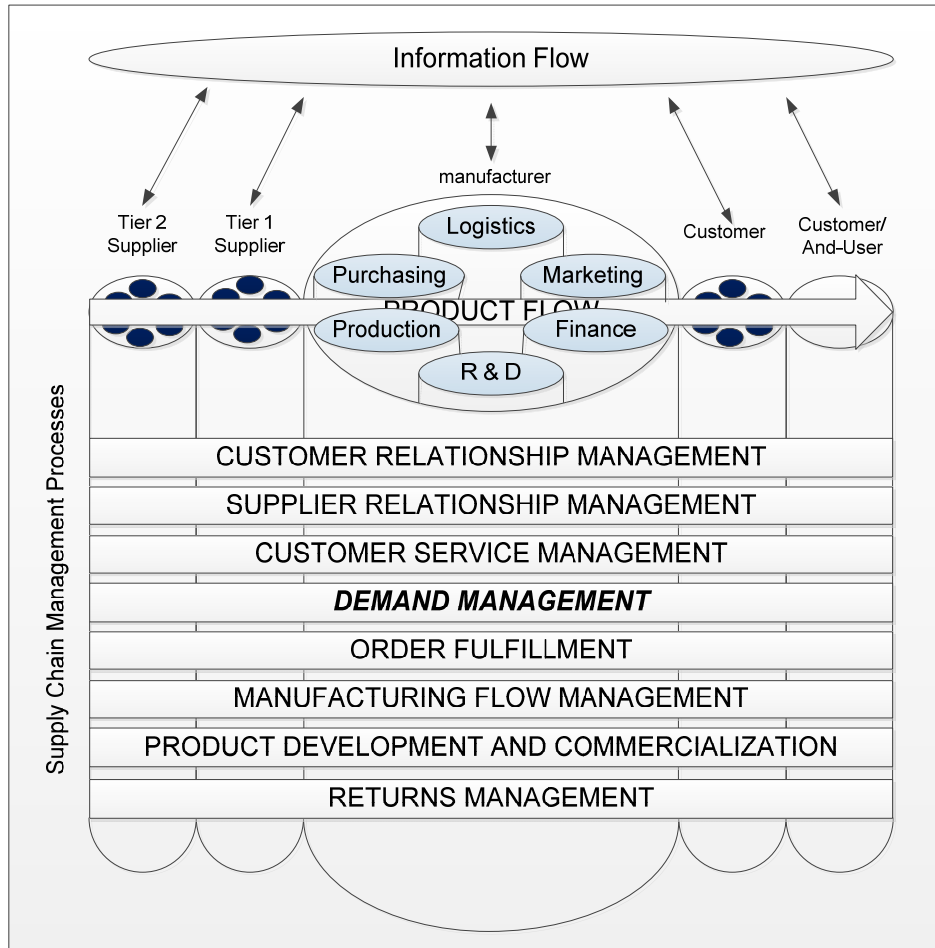 Information Flow
manufacturer
Tier 2
Supplier
Tier 1
Supplier
Logistics
Customer
Customer/
And-User
Purchasing
Marketing
PRODUCT FLOW
Production
Finance
R & D
Supply Chain Management Processes
CUSTOMER RELATIONSHIP MANAGEMENT
SUPPLIER RELATIONSHIP MANAGEMENT
CUSTOMER SERVICE MANAGEMENT
DEMAND MANAGEMENT
ORDER FULFILLMENT
MANUFACTURING FLOW MANAGEMENT
PRODUCT DEVELOPMENT AND COMMERCIALIZATION
RETURNS MANAGEMENT